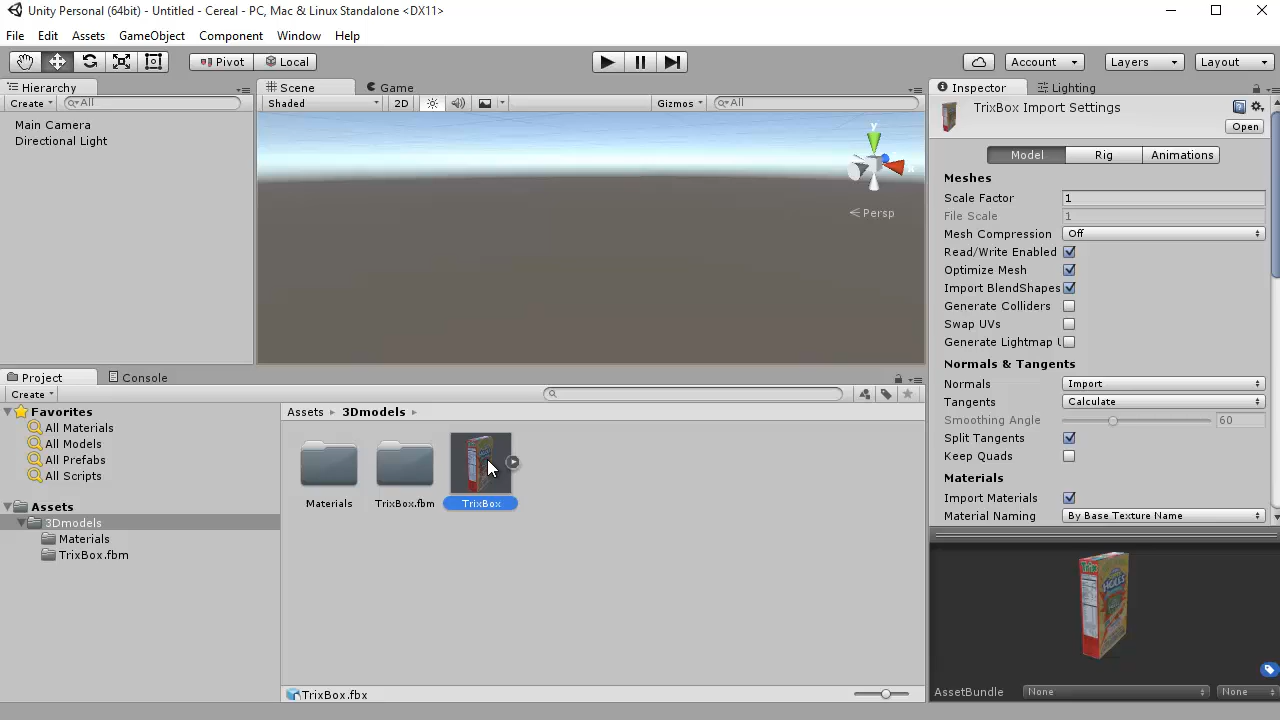 Unity Personal (64bit) - Untitled - Cereal - PC, Mac & Linux Standalone <DX11>
File Edit Assets GameObject Component Window Help
Pivot Local Account Layers Layout
Hierarchy Scene Game Inspector Lighting
Create All Shaded 2D Gizmos All TrixBox Import Settings
Open
Main Camera
Directional Light
y
Persp
Model Rig Animations
Meshes
Scale Factor 1
File Scale 1
Mesh Compression Off
Read/Write Enabled
Optimize Mesh
Import BlendShapes
Generate Colliders
Swap UVs
Generate Lightmap U
Normals & Tangents
Normals Import
Tangents Calculate
Smoothing Angle 60
Split Tangents
Keep Quads
Materials
Import Materials
Material Naming By Base Texture Name
Project Console
Create
Favorites
All Materials
All Models
All Prefabs
All Scripts
Assets
3Dmodels
Materials
TrixBox.fbm
Assets 3Dmodels
Materials TrixBox.fbm TrixBox
TrixBox.fbx
Trix
AssetBundle None None